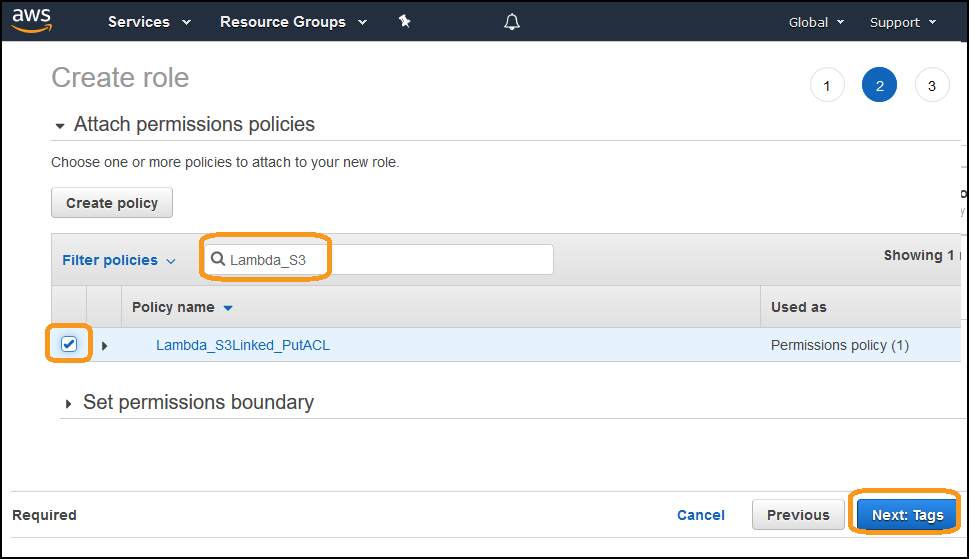 aws Services Resource Groups Global Support
Create role
1 2 3
Attach permissions policies
Choose one or more policies to attach to your new role.
Create policy
Filter policies Lambda_S3 Showing 1
Policy name Used as
Lambda_S3Linked_PutACL Permissions policy (1)
Set permissions boundary
Required Cancel Previous Next: Tags